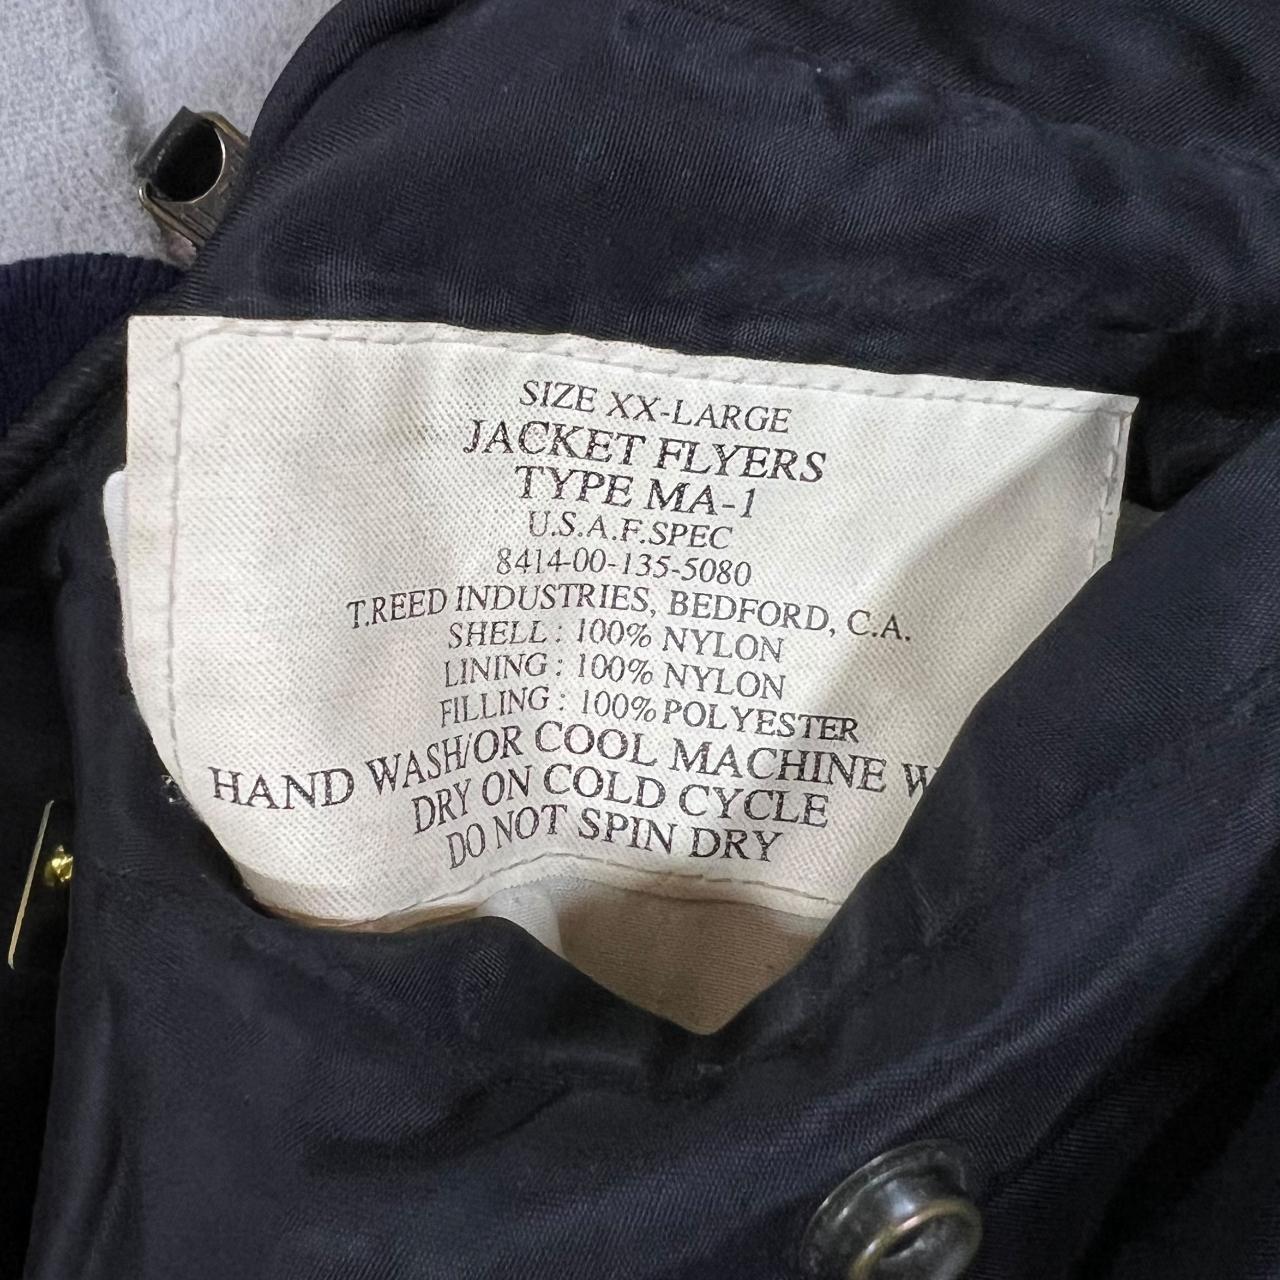 SIZE XX-LARGE
JACKET FLYERS
TYPE MA-1
U.S.A.F.SPEC
8414-00-135-5080
T.REED INDUSTRIES, BEDFORD, C.A.
SHELL : 100% NYLON
LINING : 100% NYLON
FILLING : 100% POLYESTER
HAND WASH/OR COOL MACHINE W
DRY ON COLD CYCLE
DO NOT SPIN DRY